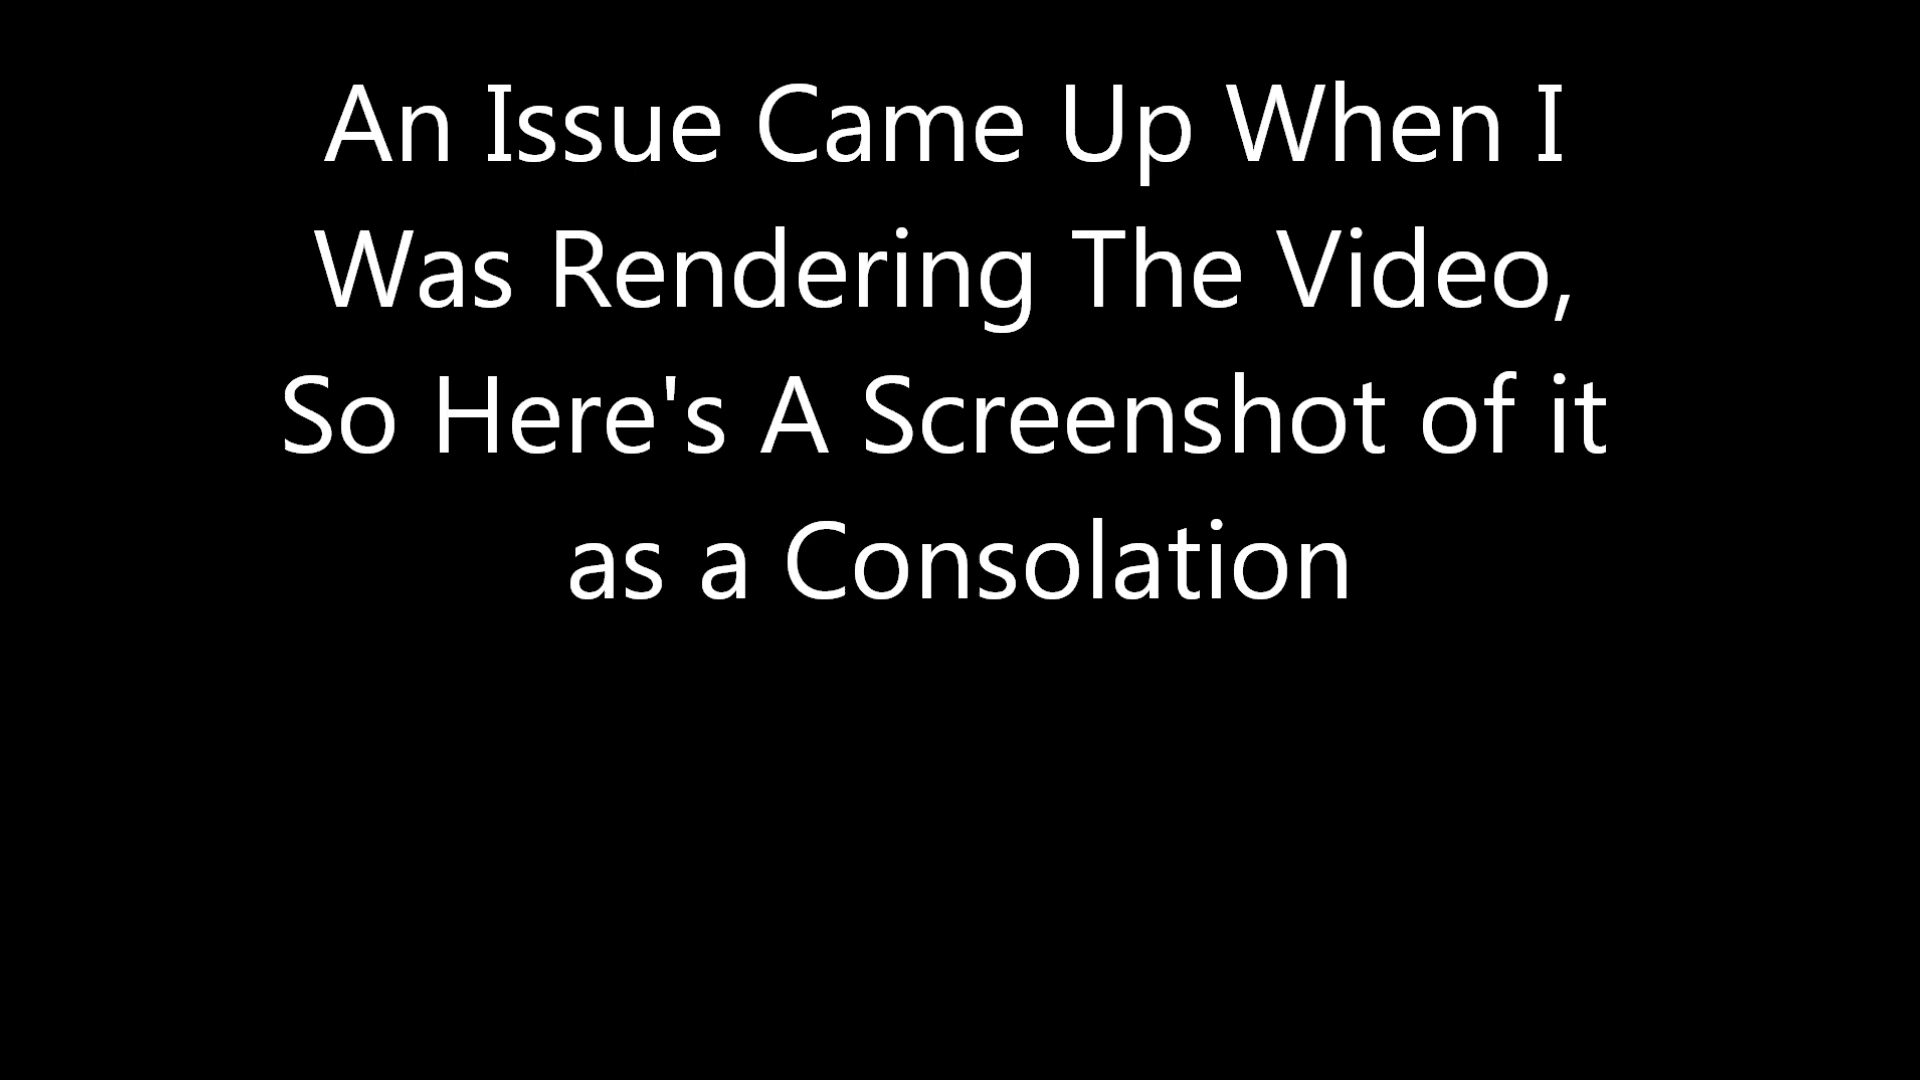 An Issue Came Up When I
Was Rendering The Video,
So Here's A Screenshot of it
as a Consolation